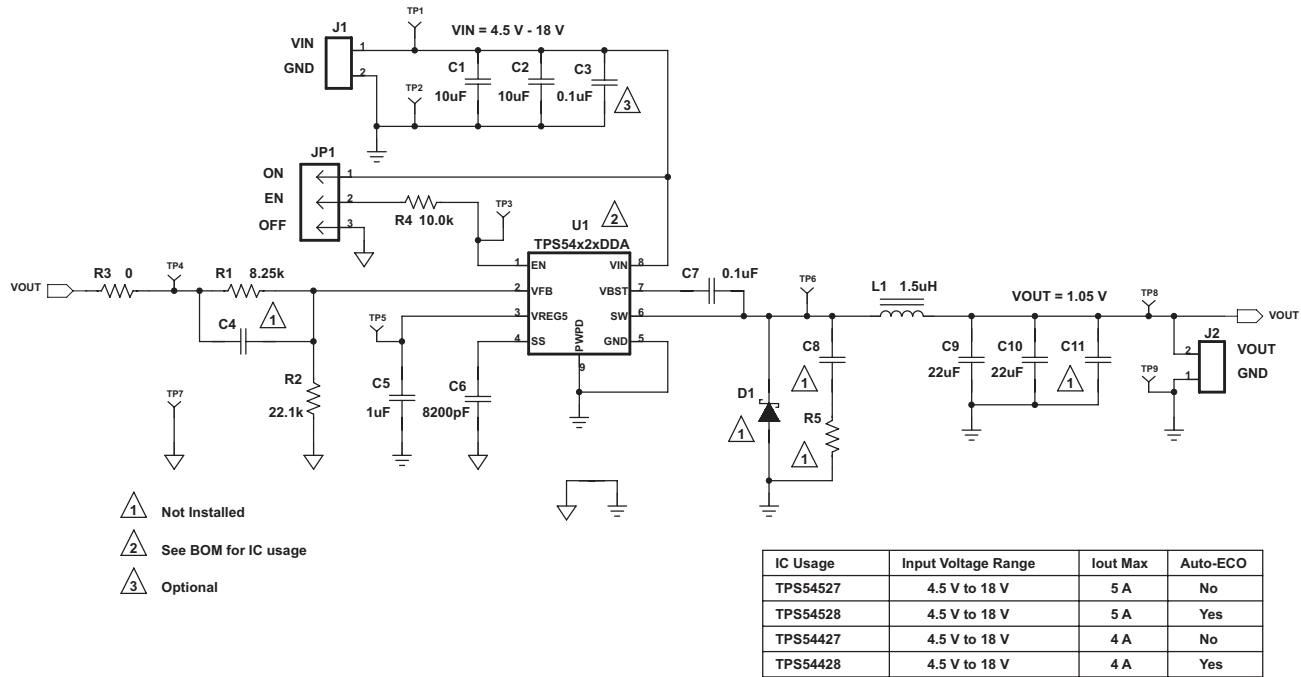 TP1
J1
VIN = 4.5 V - 18 V
VIN
1
GND
2
TP2
C1
10uF
C2
10uF
C3
0.1uF
3
JP1
ON
1
EN
2
OFF
3
R4 10.0k
TP3
2
U1
TPS54x2xDDA
1 EN
2 VFB
3 VREG5
4 SS
VIN 8
VBST 7
SW 6
GND 5
PWPD
9
VOUT
R3 0
TP4
R1 8.25k
1
C4
TP5
R2
22.1k
C5
1uF
C6
8200pF
TP7
C7 0.1uF
TP6
L1 1.5uH
VOUT = 1.05 V
TP8
VOUT
J2
2 VOUT
1 GND
TP9
C8
1
D1
1
R5
1
C9
22uF
C10
22uF
C11
1
1 Not Installed
2 See BOM for IC usage
3 Optional
IC Usage Input Voltage Range Iout Max Auto-ECO
TPS54527 4.5 V to 18 V 5 A No
TPS54528 4.5 V to 18 V 5 A Yes
TPS54427 4.5 V to 18 V 4 A No
TPS54428 4.5 V to 18 V 4 A Yes